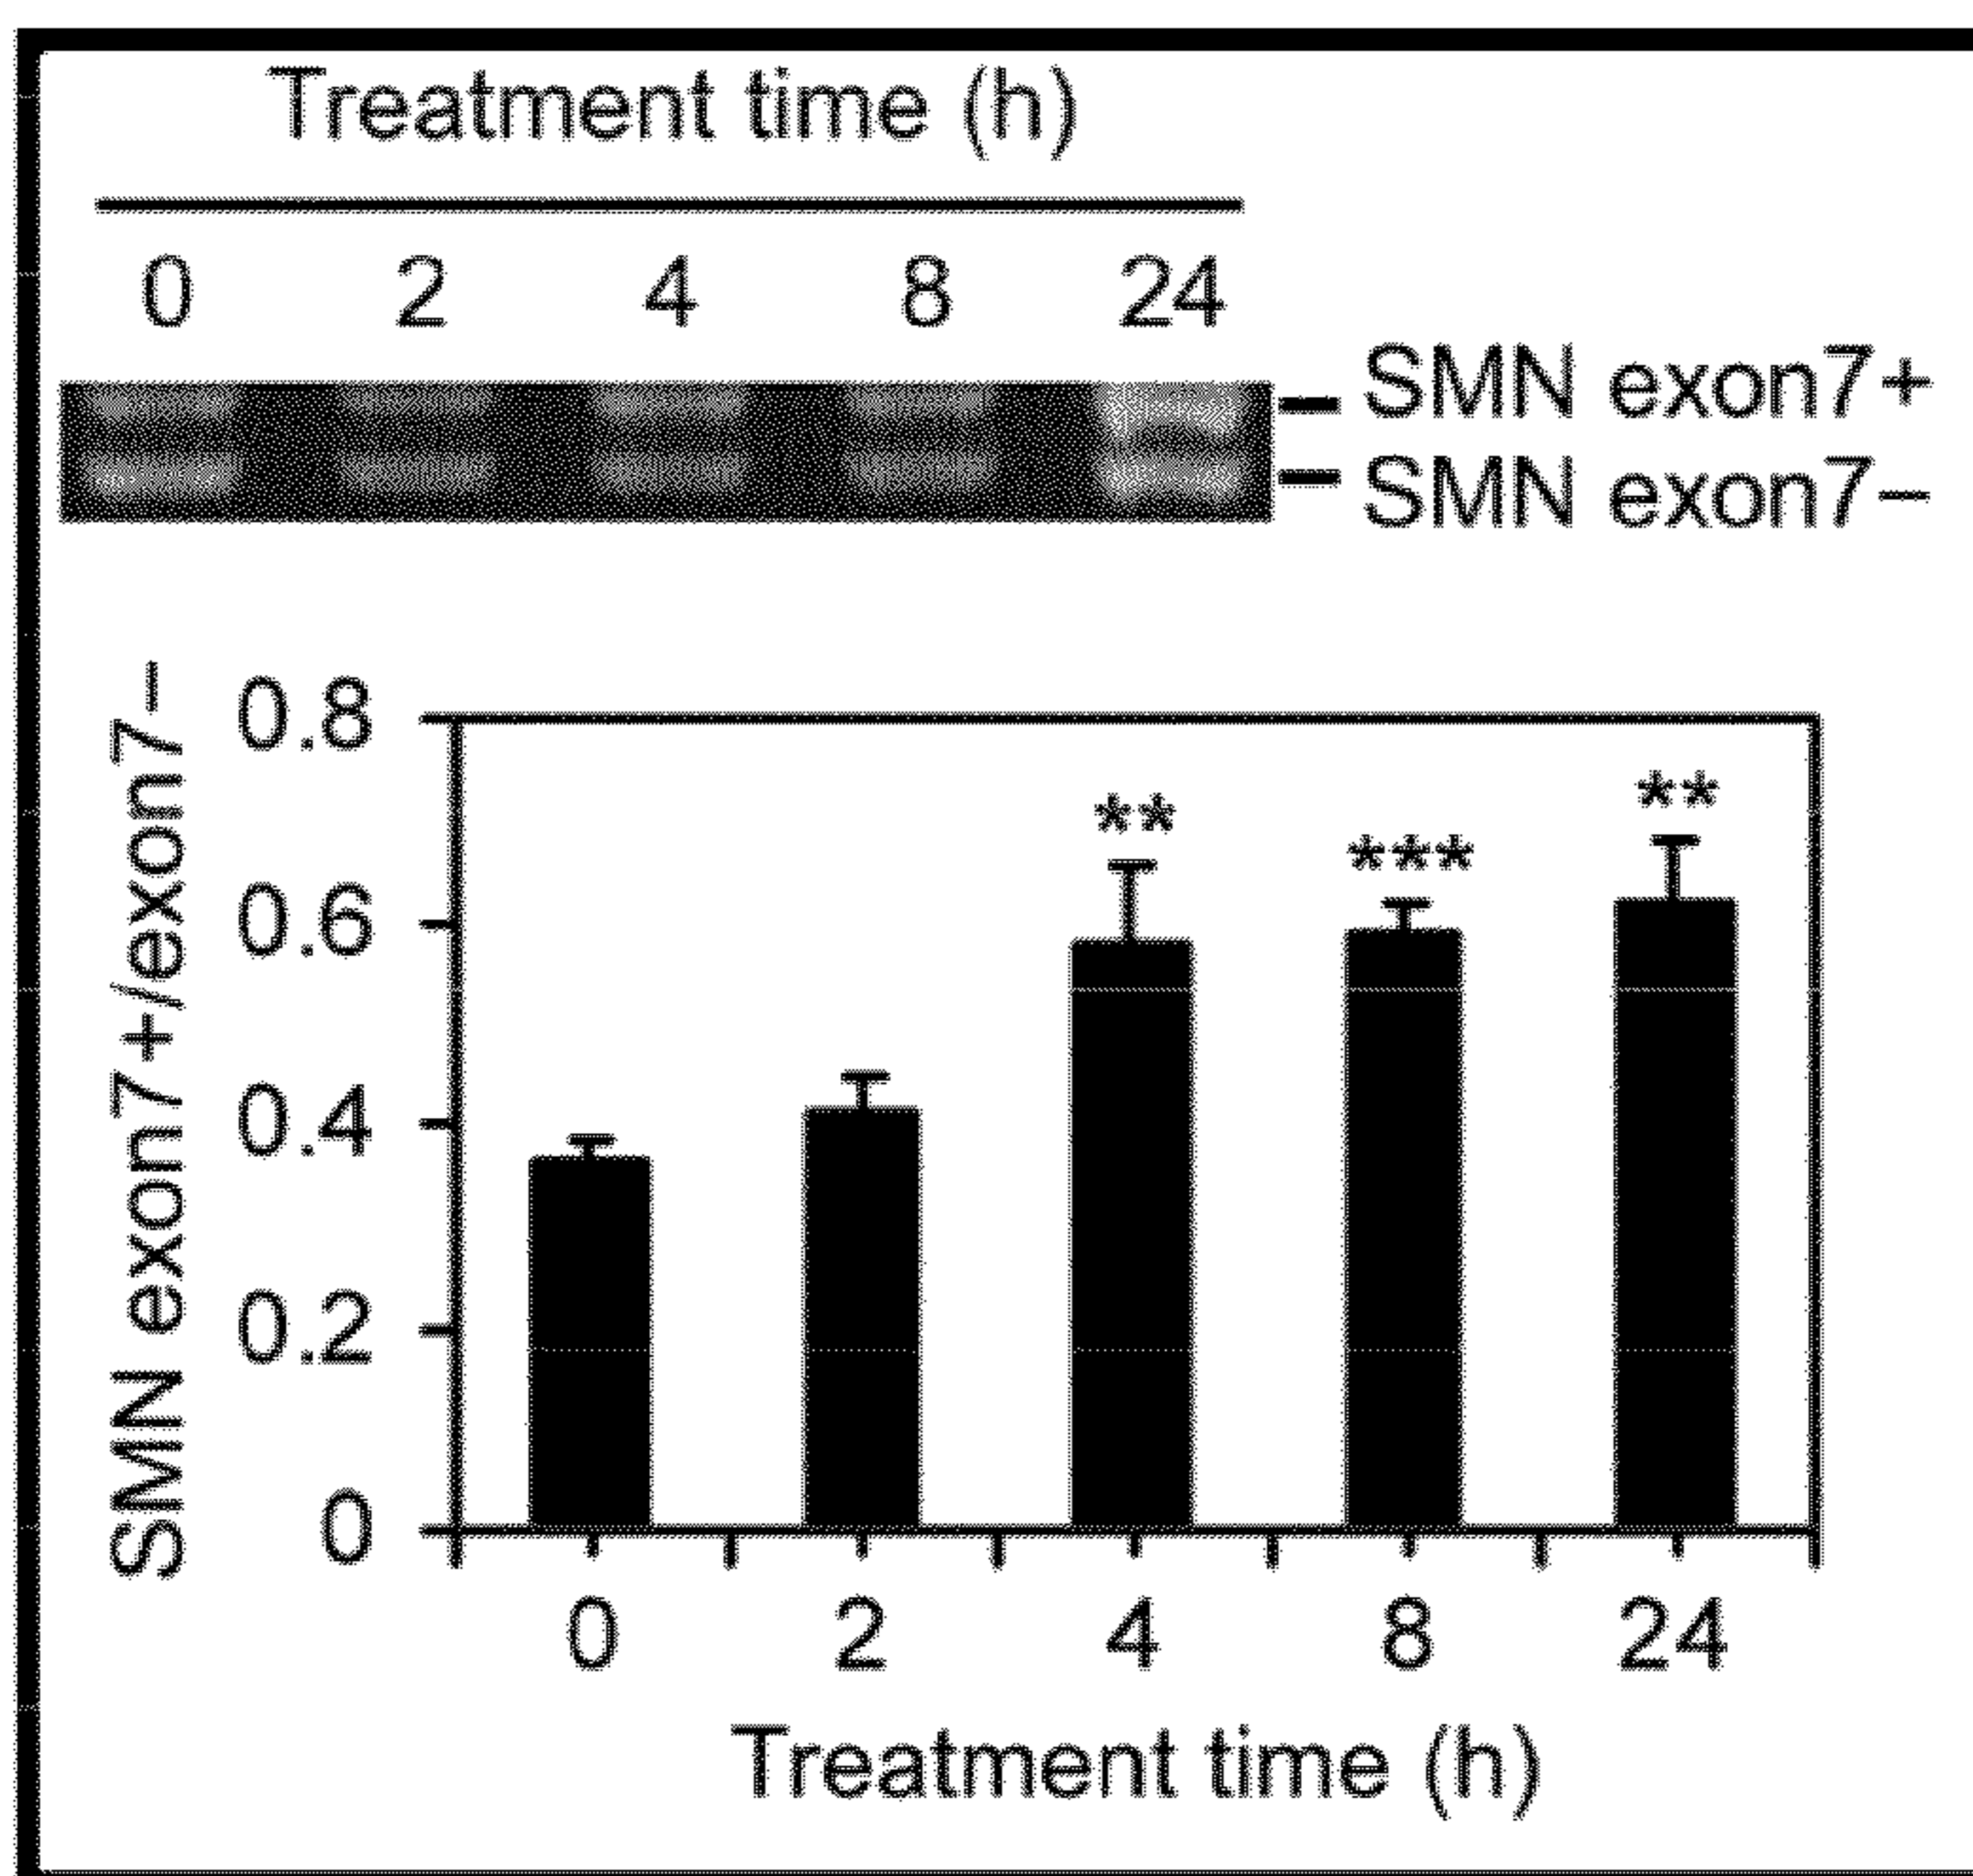 Treatment time (h)
0 2 4 8 24
SMN exon7+
SMN exon7–
SMN exon7+/exon7–
0.8
0.6
0.4
0.2
0
** *** **
0 2 4 8 24
Treatment time (h)